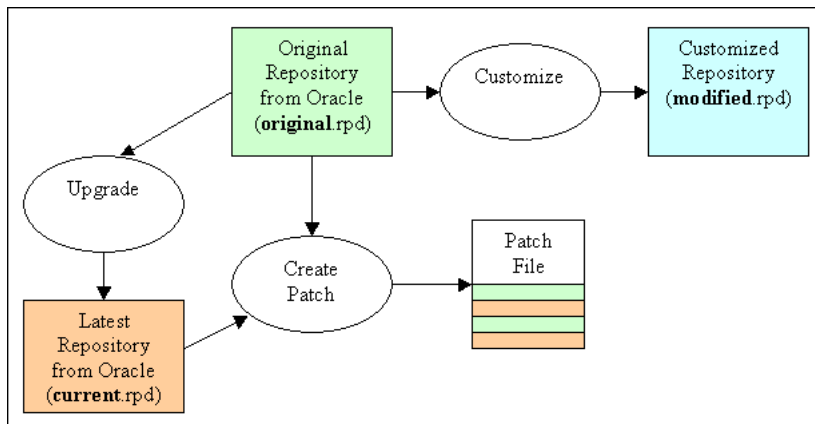 Original
Repository
from Oracle
(original.rpd)
Customize
Customized
Repository
(modified.rpd)
Upgrade
Create
Patch
Patch
File
Latest
Repository
from Oracle
(current.rpd)